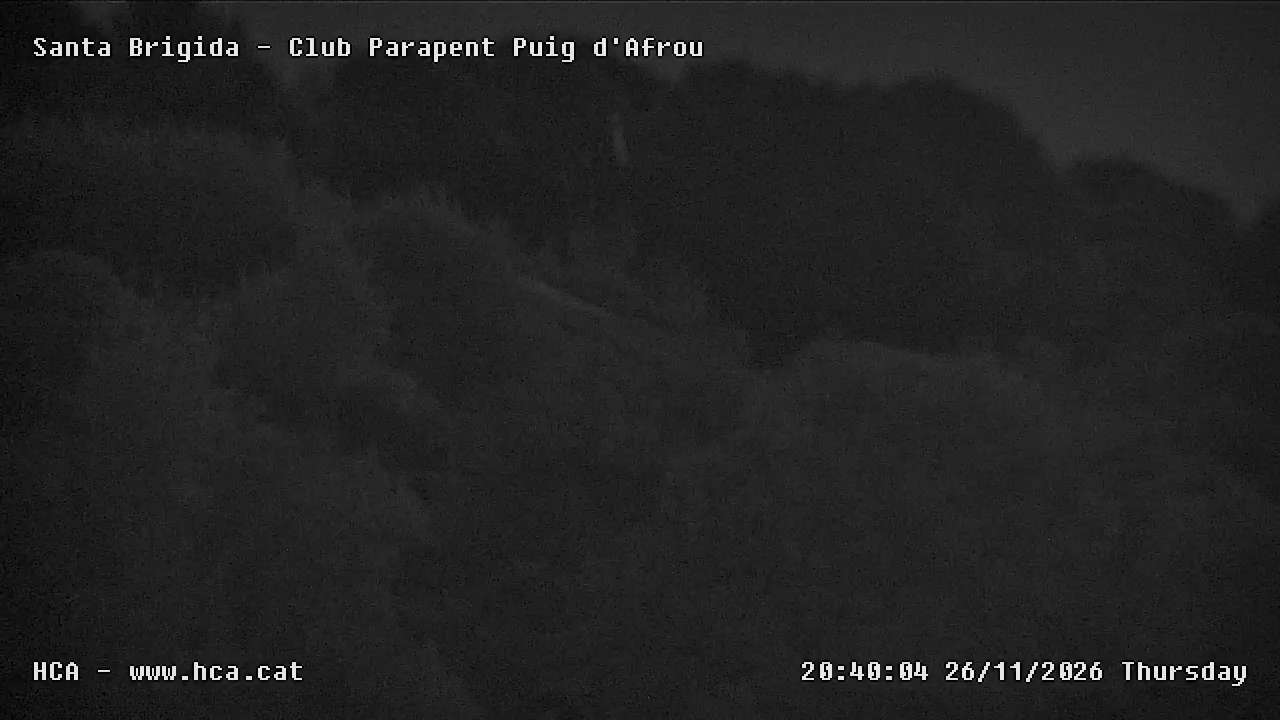 Santa Brigida - Club Parapent Puig d'Afrou
HCA - www.hca.cat
20:40:04 26/11/2026 Thursday